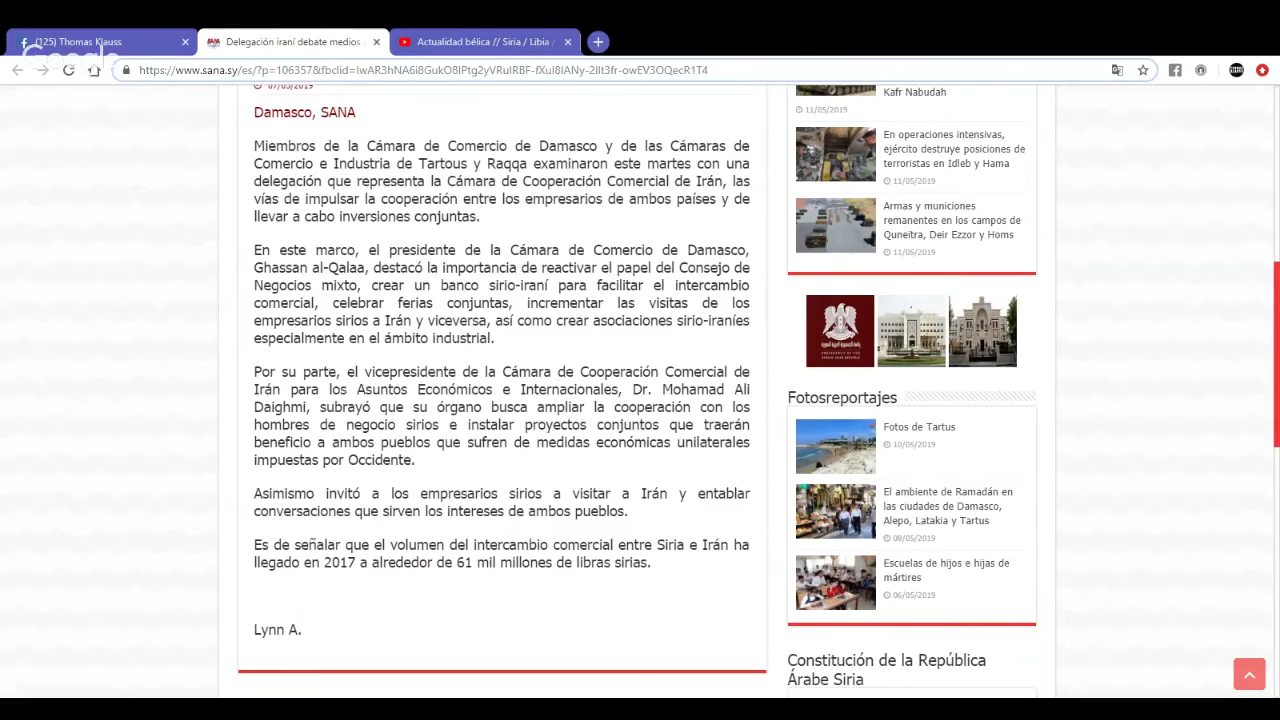 (125) Thomas Klauss
Delegación iraní debate medios
Actualidad bélica // Siria / Libia /
Google
https://www.sana.sy/es/?p=106357&fbclid=IwAR3hNA6i8GukO8IPtg2yVRuIRBF-fXuI8IANy-2IIt3fr-owEV3OQecR1T4
07/05/2019
Damasco, SANA
Miembros de la Cámara de Comercio de Damasco y de las Cámaras de
Comercio e Industria de Tartous y Raqqa examinaron este martes con una
delegación que representa la Cámara de Cooperación Comercial de Irán, las
vías de impulsar la cooperación entre los empresarios de ambos países y de
llevar a cabo inversiones conjuntas.
En este marco, el presidente de la Cámara de Comercio de Damasco,
Ghassan al-Qalaa, destacó la importancia de reactivar el papel del Consejo de
Negocios mixto, crear un banco sirio-iraní para facilitar el intercambio
comercial, celebrar ferias conjuntas, incrementar las visitas de los
empresarios sirios a Irán y viceversa, así como crear asociaciones sirio-iraníes
especialmente en el ámbito industrial.
Por su parte, el vicepresidente de la Cámara de Cooperación Comercial de
Irán para los Asuntos Económicos e Internacionales, Dr. Mohamad Ali
Daighmi, subrayó que su órgano busca ampliar la cooperación con los
hombres de negocio sirios e instalar proyectos conjuntos que traerán
beneficio a ambos pueblos que sufren de medidas económicas unilaterales
impuestas por Occidente.
Asimismo invitó a los empresarios sirios a visitar a Irán y entablar
conversaciones que sirven los intereses de ambos pueblos.
Es de señalar que el volumen del intercambio comercial entre Siria e Irán ha
llegado en 2017 a alrededor de 61 mil millones de libras sirias.
Lynn A.
Kafr Nabudah
11/05/2019
En operaciones intensivas,
ejército destruye posiciones de
terroristas en Idleb y Hama
11/05/2019
Armas y municiones
remanentes en los campos de
Quneitra, Deir Ezzor y Homs
11/05/2019
Fotosreportajes
Fotos de Tartus
10/05/2019
El ambiente de Ramadán en
las ciudades de Damasco,
Alepo, Latakia y Tartus
08/05/2019
Escuelas de hijos e hijas de
mártires
06/05/2019
Constitución de la República
Árabe Siria